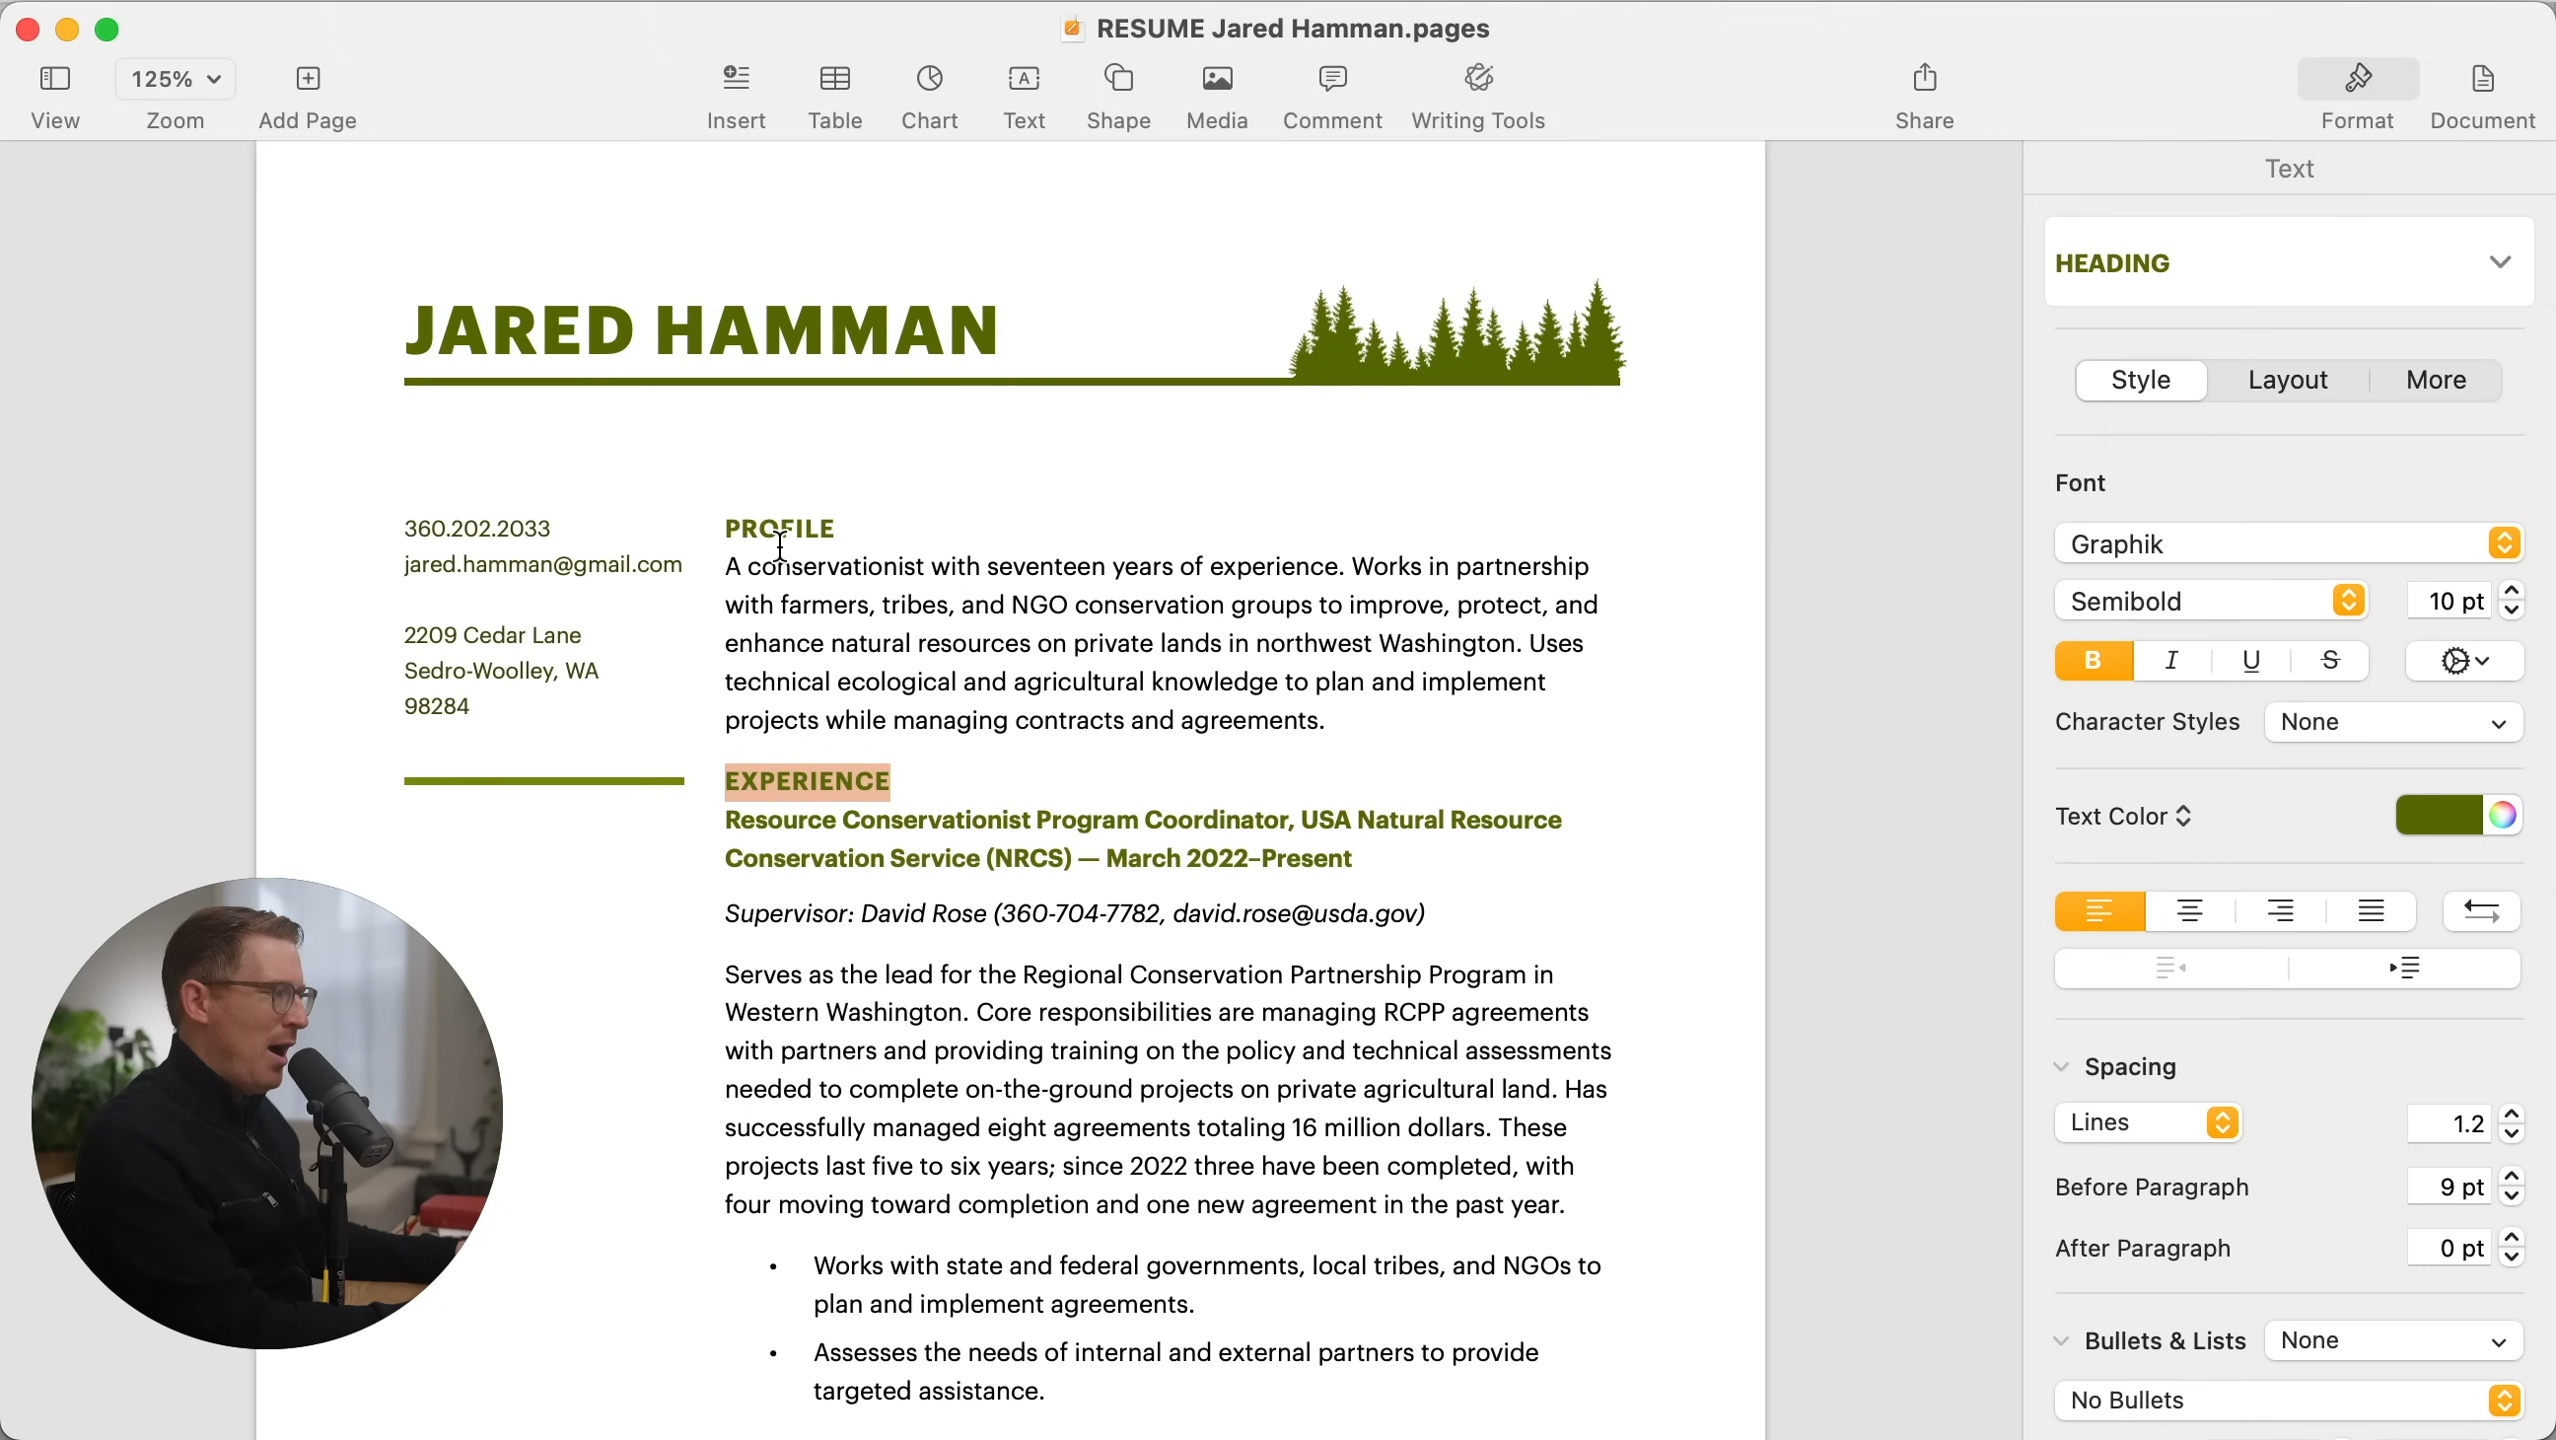 RESUME Jared Hamman.pages
125%
View
Zoom
Add Page
Insert
Table
Chart
Text
Shape
Media
Comment
Writing Tools
Share
Format
Document
JARED HAMMAN
360.202.2033
jared.hamman@gmail.com
2209 Cedar Lane
Sedro-Woolley, WA
98284
PROFILE
A conservationist with seventeen years of experience. Works in partnership
with farmers, tribes, and NGO conservation groups to improve, protect, and
enhance natural resources on private lands in northwest Washington. Uses
technical ecological and agricultural knowledge to plan and implement
projects while managing contracts and agreements.
EXPERIENCE
Resource Conservationist Program Coordinator, USA Natural Resource
Conservation Service (NRCS) — March 2022–Present
Supervisor: David Rose (360-704-7782, david.rose@usda.gov)
Serves as the lead for the Regional Conservation Partnership Program in
Western Washington. Core responsibilities are managing RCPP agreements
with partners and providing training on the policy and technical assessments
needed to complete on-the-ground projects on private agricultural land. Has
successfully managed eight agreements totaling 16 million dollars. These
projects last five to six years; since 2022 three have been completed, with
four moving toward completion and one new agreement in the past year.
• Works with state and federal governments, local tribes, and NGOs to
plan and implement agreements.
• Assesses the needs of internal and external partners to provide
targeted assistance.
Text
HEADING
Style
Layout
More
Font
Graphik
Semibold
10 pt
B
I
U
S
Character Styles
None
Text Color
Spacing
Lines
1.2
Before Paragraph
9 pt
After Paragraph
0 pt
Bullets & Lists
None
No Bullets